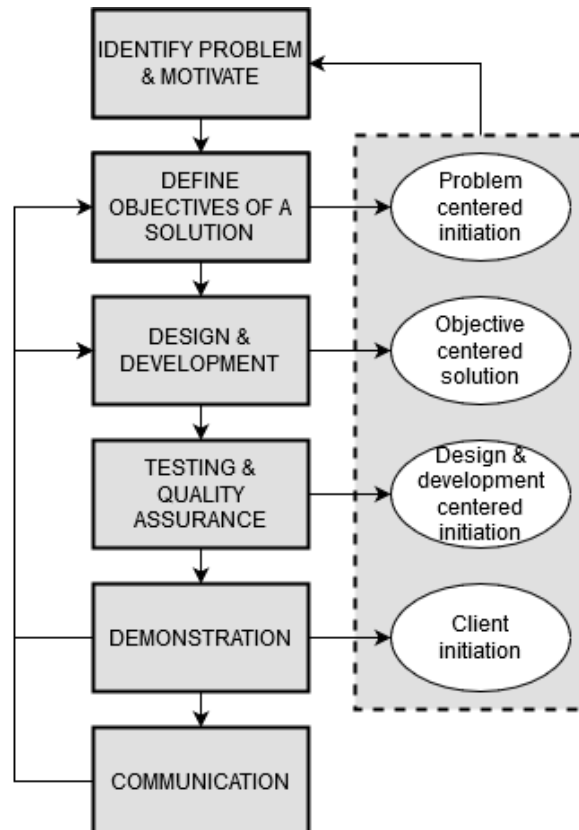 IDENTIFY PROBLEM
& MOTIVATE
DEFINE
OBJECTIVES OF A
SOLUTION
Problem
centered
initiation
DESIGN &
DEVELOPMENT
Objective
centered
solution
TESTING &
QUALITY
ASSURANCE
Design &
development
centered
initiation
DEMONSTRATION
Client
initiation
COMMUNICATION